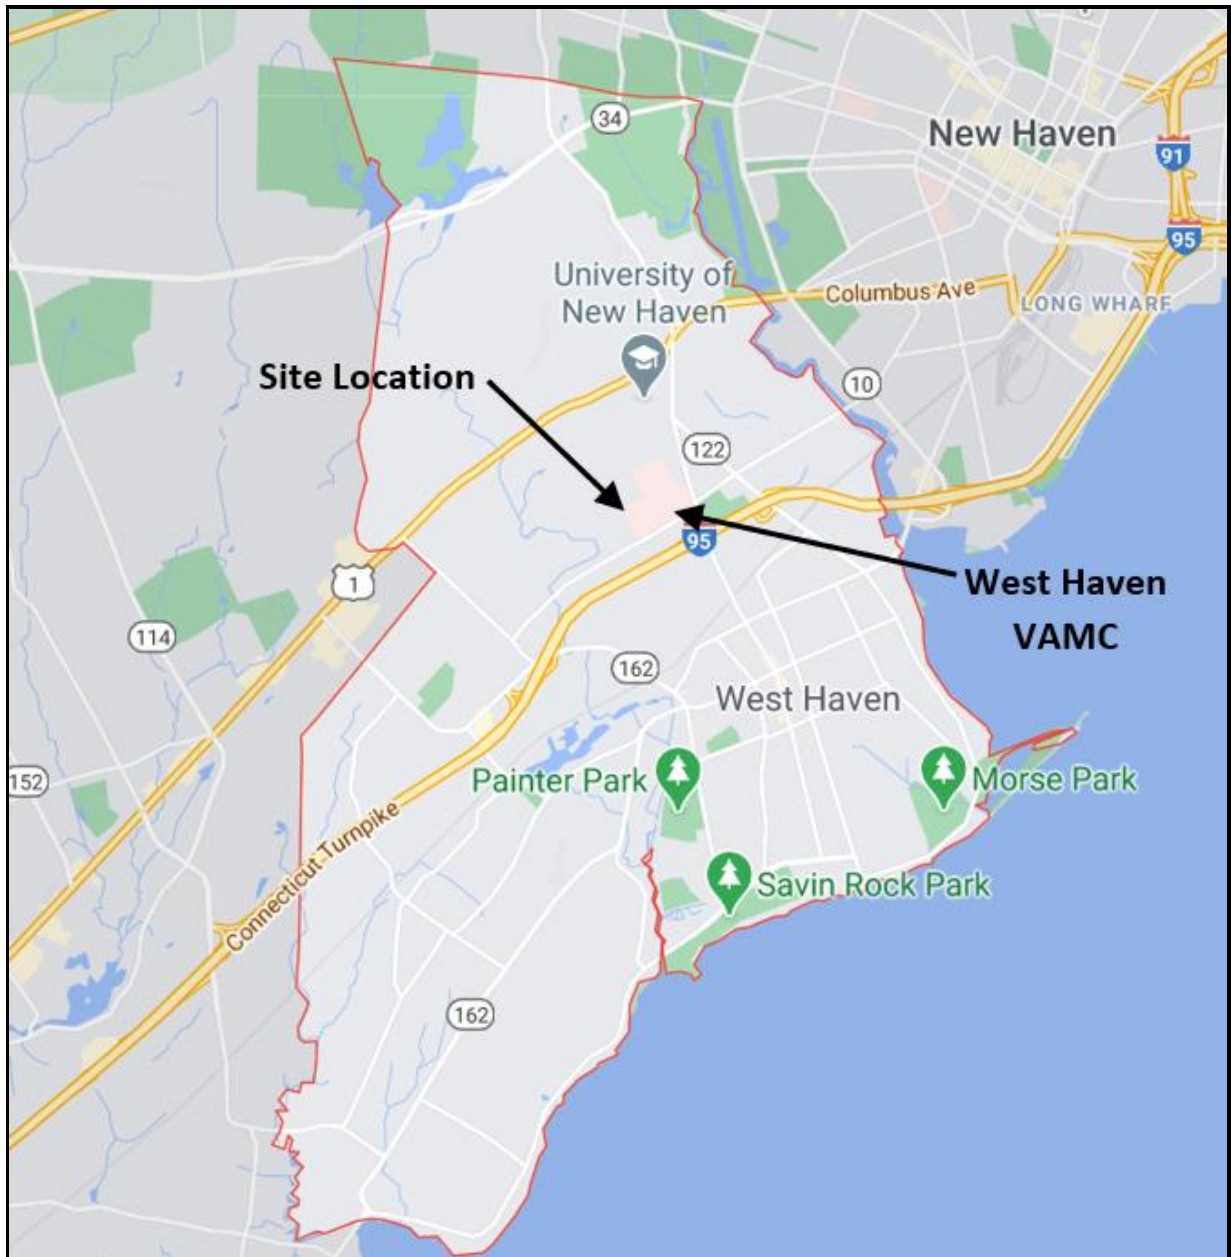 34
New Haven
91
95
University of
New Haven
Columbus Ave
LONG WHARF
Site Location
10
122
95
West Haven
VAMC
1
114
162
West Haven
152
Painter Park
Morse Park
Connecticut Turnpike
Savin Rock Park
162